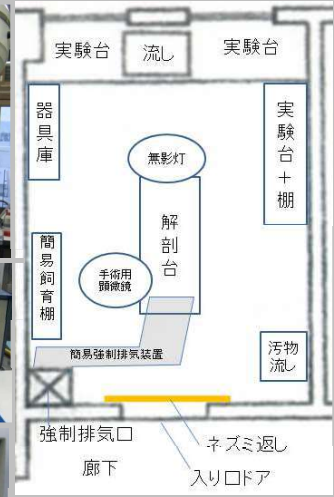 実験台
流し
実験台
器具庫
実験台+棚
無影灯
解剖台
簡易飼育棚
手術用
顕微鏡
汚物
流し
簡易強制排気装置
強制排気口
ネズミ返し
廊下
入り口ドア